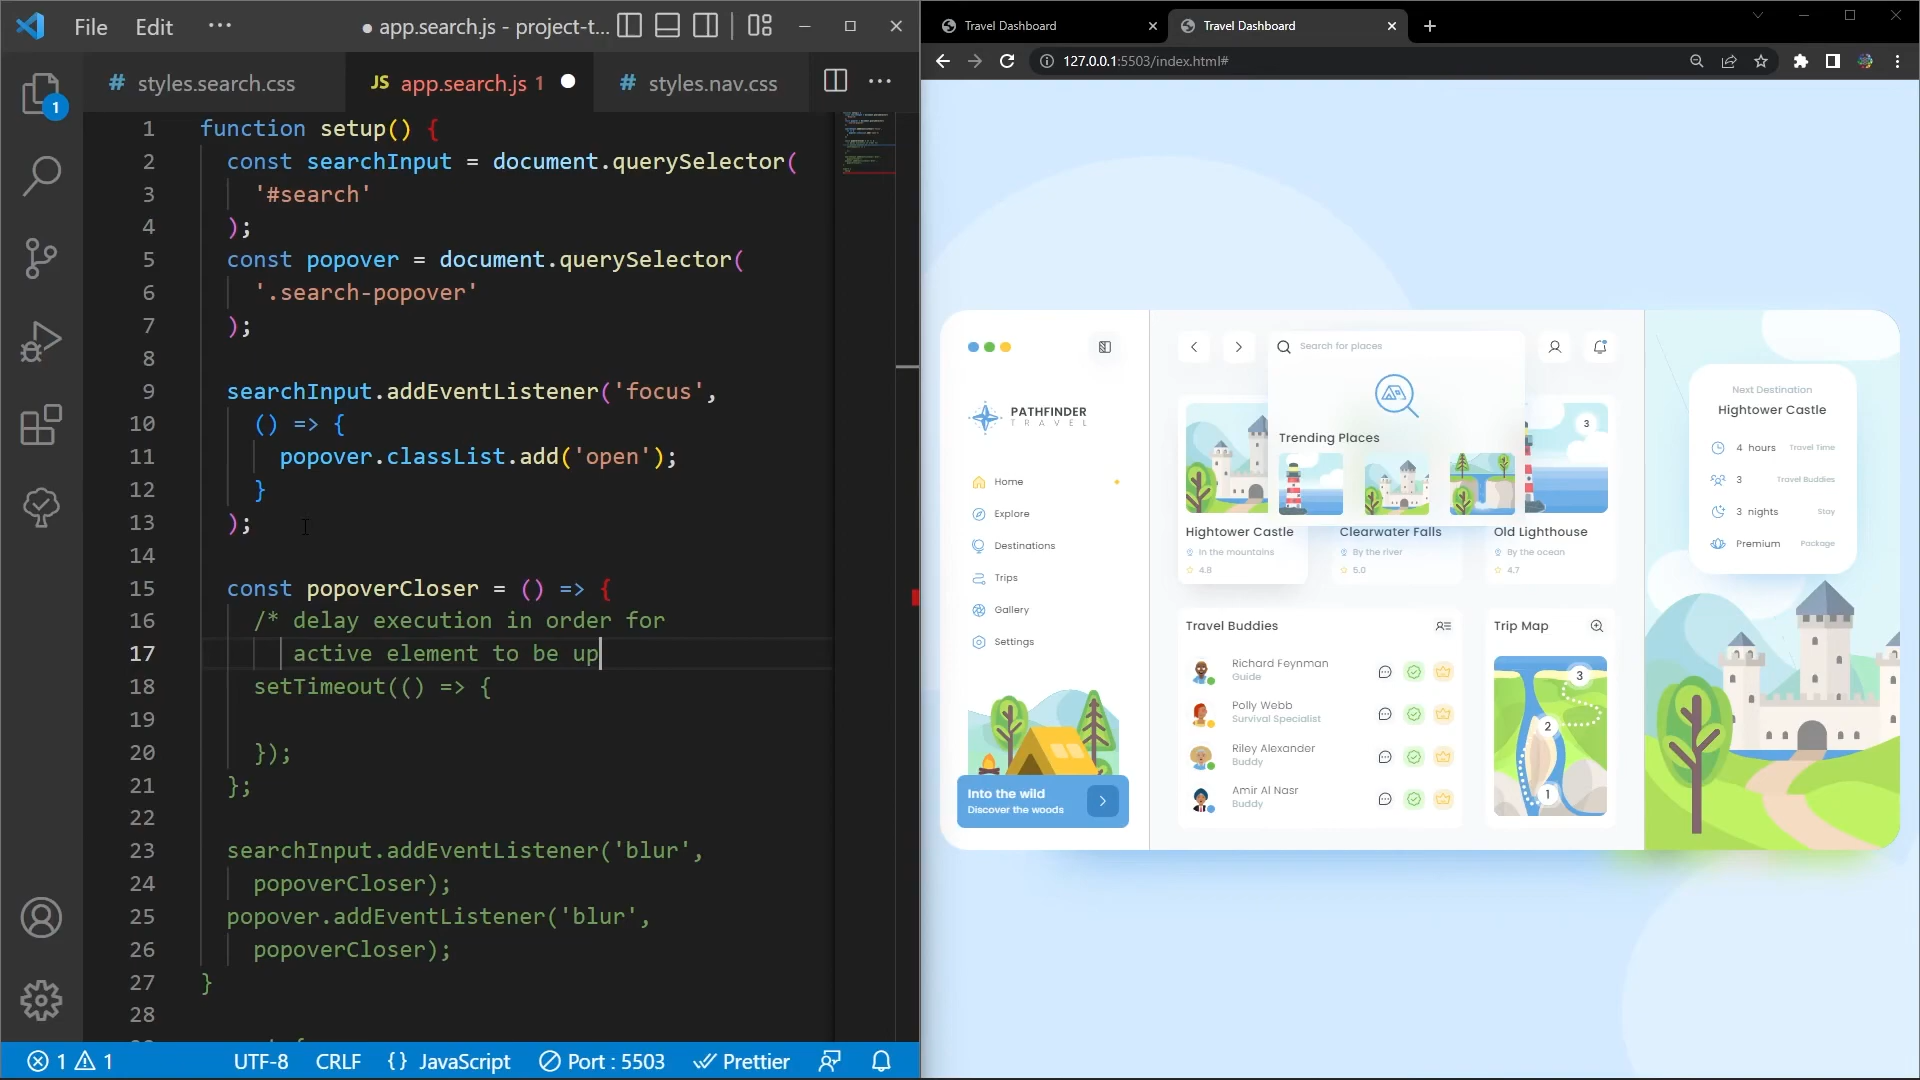 File Edit ··· ● app.search.js - project-t...
# styles.search.css JS app.search.js 1 # styles.nav.css ···
1
1 function setup() {
2 const searchInput = document.querySelector(
3 '#search'
4 );
5 const popover = document.querySelector(
6 '.search-popover'
7 );
8
9 searchInput.addEventListener('focus',
10 () => {
11 popover.classList.add('open');
12 }
13 );
14
15 const popoverCloser = () => {
16 /* delay execution in order for
17 active element to be up
18 setTimeout(() => {
19
20 });
21 };
22
23 searchInput.addEventListener('blur',
24 popoverCloser);
25 popover.addEventListener('blur',
26 popoverCloser);
27 }
28
1 1 UTF-8 CRLF {} JavaScript Port : 5503 Prettier
Travel Dashboard Travel Dashboard
127.0.0.1:5503/index.html#
PATHFINDER
TRAVEL
Home
Explore
Destinations
Trips
Gallery
Settings
Into the wild
Discover the woods
Search for places
Trending Places
3
Hightower Castle
In the mountains
4.8
Clearwater Falls
By the river
5.0
Old Lighthouse
By the ocean
4.7
Travel Buddies
Richard Feynman
Guide
Polly Webb
Survival Specialist
Riley Alexander
Buddy
Amir Al Nasr
Buddy
Trip Map
3
2
1
Next Destination
Hightower Castle
4 hours Travel Time
3 Travel Buddies
3 nights Stay
Premium Package